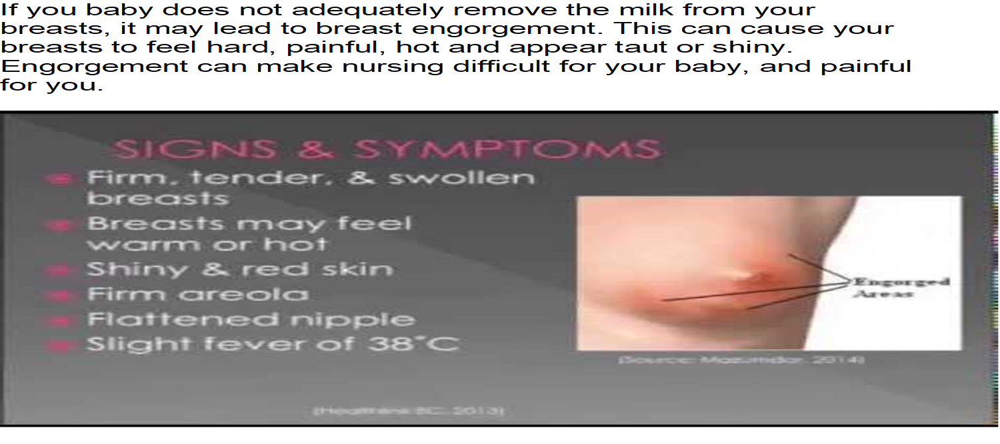 If you baby does not adequately remove the milk from your
breasts, it may lead to breast engorgement. This can cause your
breasts to feel hard, painful, hot and appear taut or shiny.
Engorgement can make nursing difficult for your baby, and painful
for you.
SIGNS & SYMPTOMS
Firm, tender, & swollen
breasts
Breasts may feel
warm or hot
Shiny & red skin
Firm areola
Flattened nipple
Slight fever of 38°C
Engorged
Areas
(Source: Mazumdar, 2014)
(Healthlink BC, 2013)